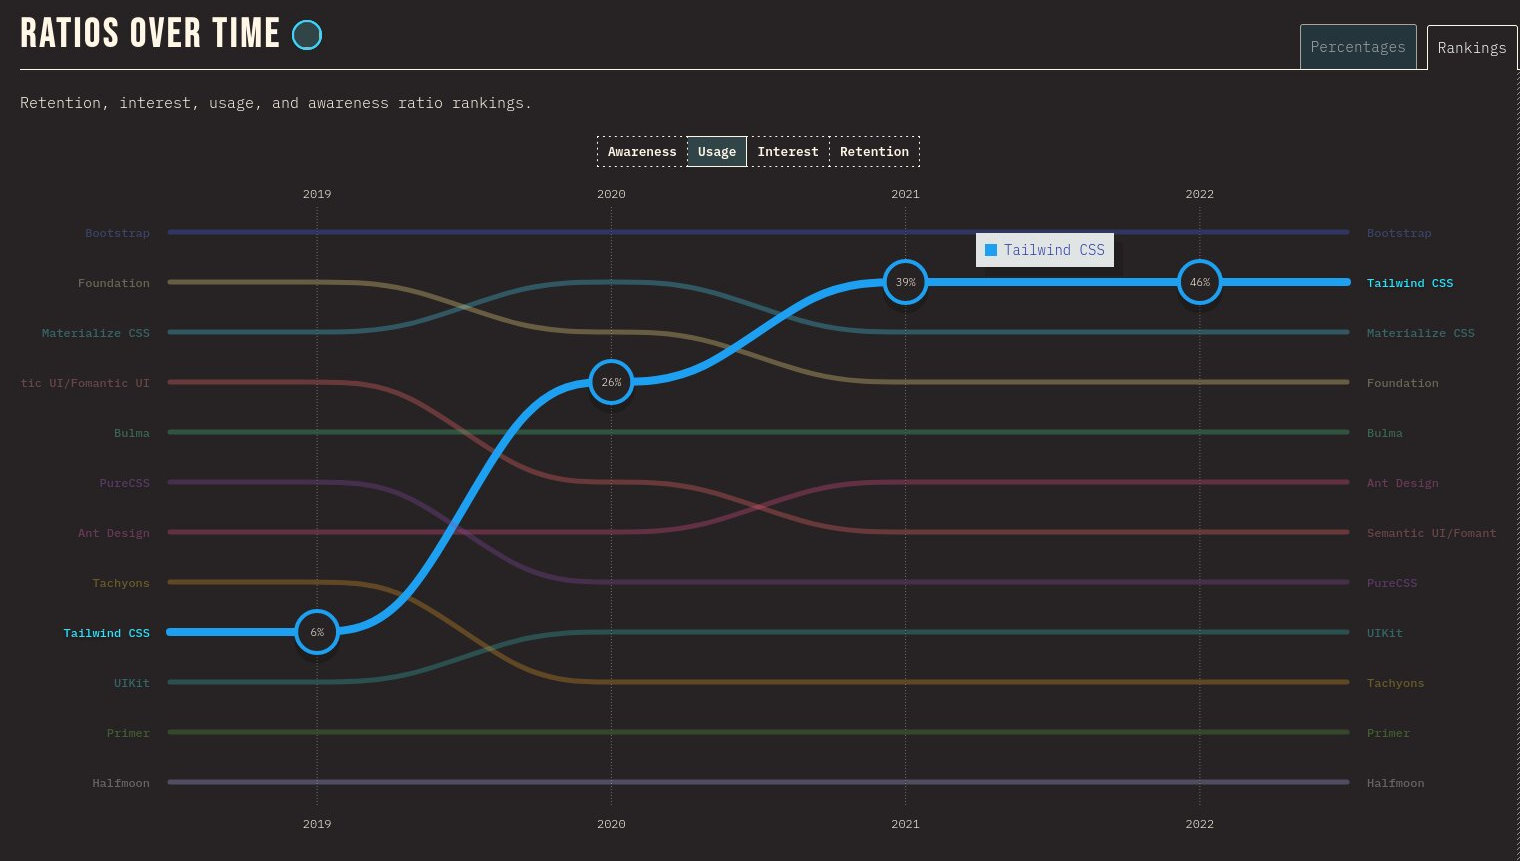 RATIOS OVER TIME
Percentages
Rankings
Retention, interest, usage, and awareness ratio rankings.
Awareness Usage Interest Retention
2019 2020 2021 2022
Bootstrap Bootstrap
Tailwind CSS
Foundation 39% 46% Tailwind CSS
Materialize CSS Materialize CSS
tic UI/Fomantic UI 26% Foundation
Bulma Bulma
PureCSS Ant Design
Ant Design Semantic UI/Fomant
Tachyons PureCSS
Tailwind CSS 6% UIKit
UIKit Tachyons
Primer Primer
Halfmoon Halfmoon
2019 2020 2021 2022